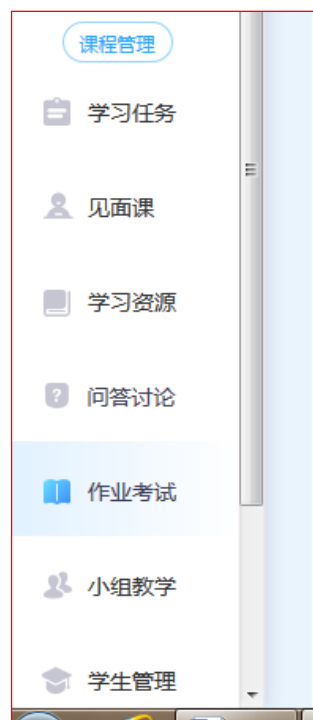 课程管理
学习任务
见面课
学习资源
问答讨论
作业考试
小组教学
学生管理